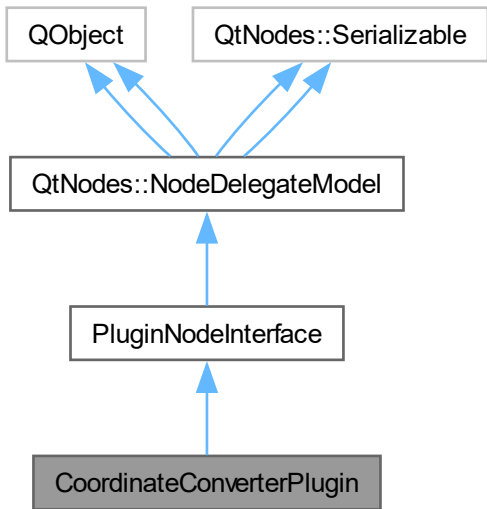 QObject
QtNodes::Serializable
QtNodes::NodeDelegateModel
PluginNodeInterface
CoordinateConverterPlugin